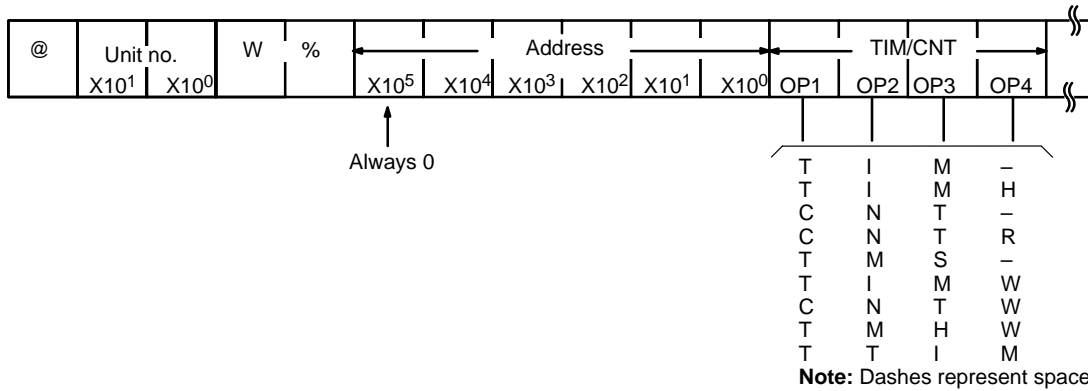 @ Unit no. W % Address TIM/CNT
X10¹ X10⁰ X10⁵ X10⁴ X10³ X10² X10¹ X10⁰ OP1 OP2 OP3 OP4
Always 0
T I M –
T I M H
C N T –
C N T R
T M S –
T I M W
C N T W
T M H W
T T I M
Note: Dashes represent space